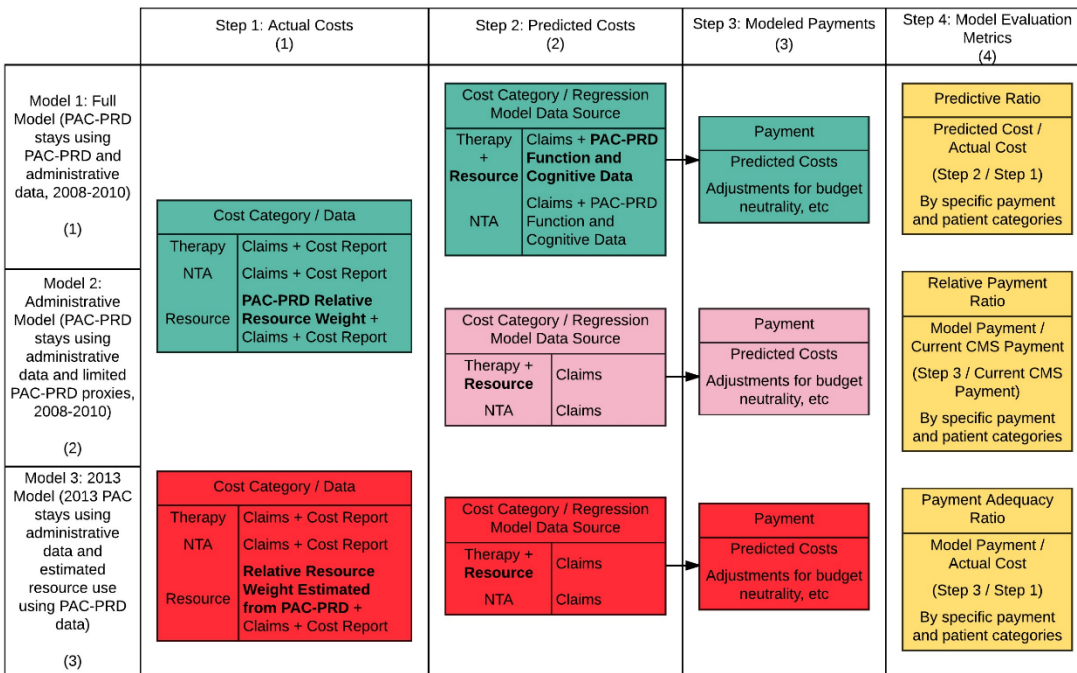 Step 1: Actual Costs
(1)
Step 2: Predicted Costs
(2)
Step 3: Modeled Payments
(3)
Step 4: Model Evaluation
Metrics
(4)
Model 1: Full
Model (PAC-PRD
stays using
PAC-PRD and
administrative
data, 2008-2010)
(1)
Model 2:
Administrative
Model (PAC-PRD
stays using
administrative
data and limited
PAC-PRD proxies,
2008-2010)
(2)
Model 3: 2013
Model (2013 PAC
stays using
administrative
data and
estimated
resource use
using PAC-PRD
data)
(3)
Cost Category / Data
Therapy Claims + Cost Report
NTA Claims + Cost Report
Resource PAC-PRD Relative
Resource Weight +
Claims + Cost Report
Cost Category / Data
Therapy Claims + Cost Report
NTA Claims + Cost Report
Resource Relative Resource
Weight Estimated
from PAC-PRD +
Claims + Cost Report
Cost Category / Regression
Model Data Source
Therapy
+
Resource
Claims + PAC-PRD
Function and
Cognitive Data
NTA
Claims + PAC-PRD
Function and
Cognitive Data
Cost Category / Regression
Model Data Source
Therapy +
Resource
Claims
NTA Claims
Cost Category / Regression
Model Data Source
Therapy +
Resource
Claims
NTA Claims
Payment
Predicted Costs
Adjustments for budget
neutrality, etc
Payment
Predicted Costs
Adjustments for budget
neutrality, etc
Payment
Predicted Costs
Adjustments for budget
neutrality, etc
Predictive Ratio
Predicted Cost /
Actual Cost
(Step 2 / Step 1)
By specific payment
and patient categories
Relative Payment
Ratio
Model Payment /
Current CMS Payment
(Step 3 / Current CMS
Payment)
By specific payment
and patient categories
Payment Adequacy
Ratio
Model Payment /
Actual Cost
(Step 3 / Step 1)
By specific payment
and patient categories